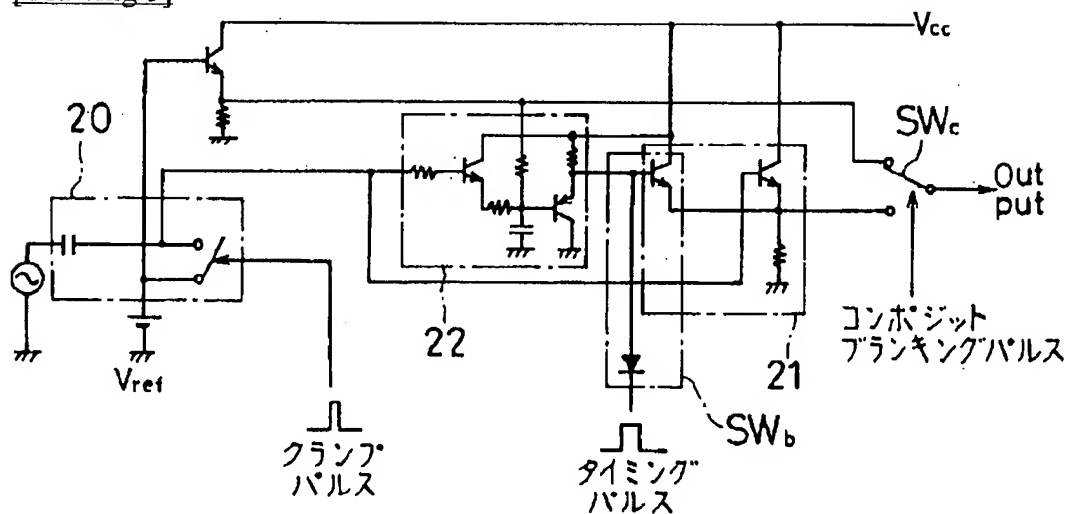 Vcc
20
SWc
Out
put
22
コンポジット
ブランキングパルス
21
Vref
SWb
クランプ
パルス
タイミング
パルス